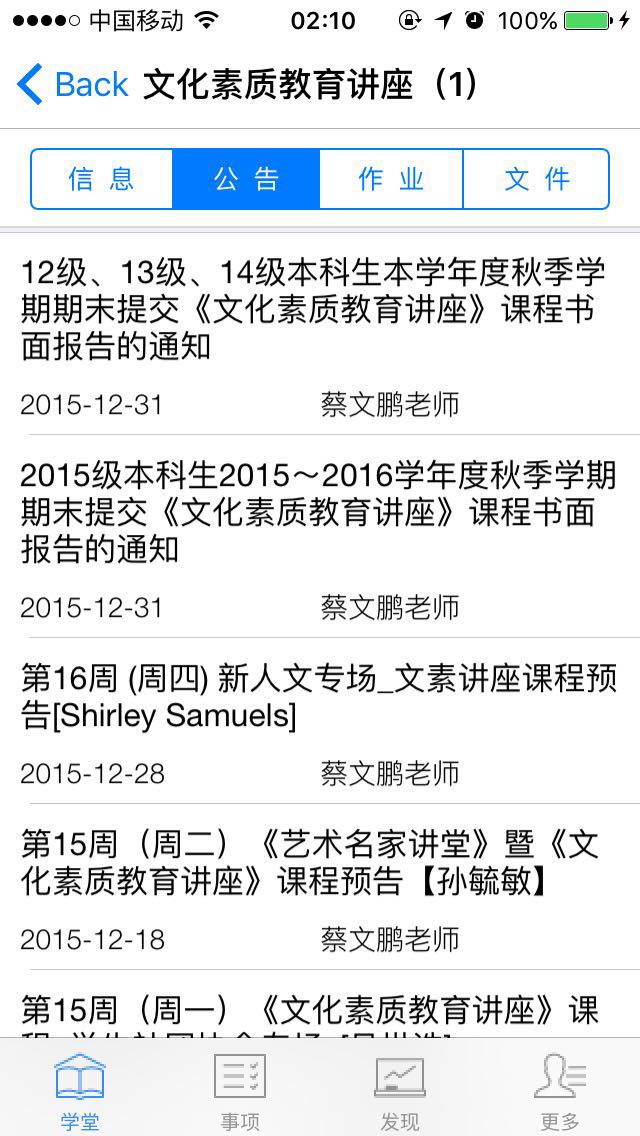 中国移动 02:10 100%
Back 文化素质教育讲座（1）
信 息 公 告 作 业 文 件
12级、13级、14级本科生本学年度秋季学
期期末提交《文化素质教育讲座》课程书
面报告的通知
2015-12-31 蔡文鹏老师
2015级本科生2015～2016学年度秋季学期
期末提交《文化素质教育讲座》课程书面
报告的通知
2015-12-31 蔡文鹏老师
第16周 (周四) 新人文专场_文素讲座课程预
告[Shirley Samuels]
2015-12-28 蔡文鹏老师
第15周（周二）《艺术名家讲堂》暨《文
化素质教育讲座》课程预告【孙毓敏】
2015-12-18 蔡文鹏老师
第15周（周一）《文化素质教育讲座》课
学堂 事项 发现 更多